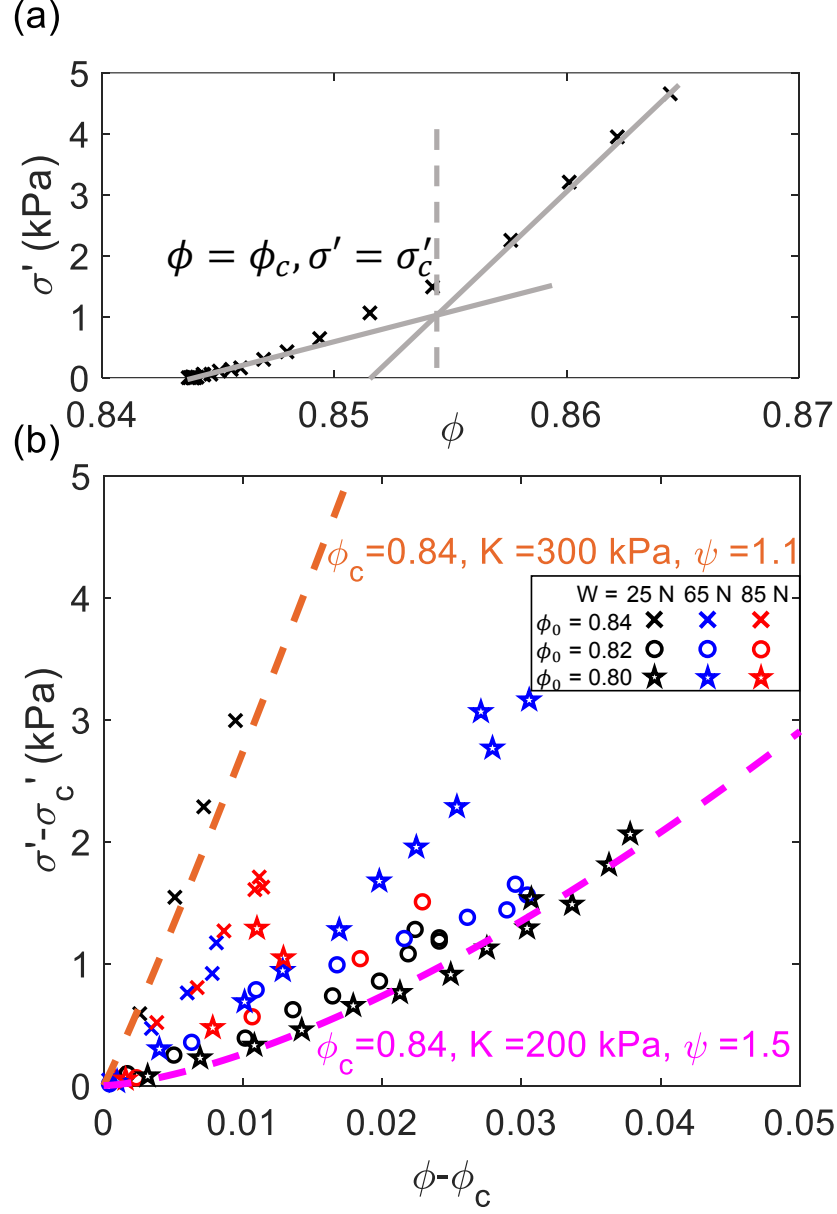 (a)
5
4
3
2
1
0
σ' (kPa)
ϕ = ϕc, σ′ = σ′c
0.84 0.85 0.86 0.87
ϕ
(b)
5
4
3
2
1
0
σ'-σc' (kPa)
ϕc=0.84, K =300 kPa, ψ =1.1
W = 25 N 65 N 85 N
ϕ0 = 0.84
ϕ0 = 0.82
ϕ0 = 0.80
ϕc=0.84, K =200 kPa, ψ =1.5
0 0.01 0.02 0.03 0.04 0.05
ϕ-ϕc